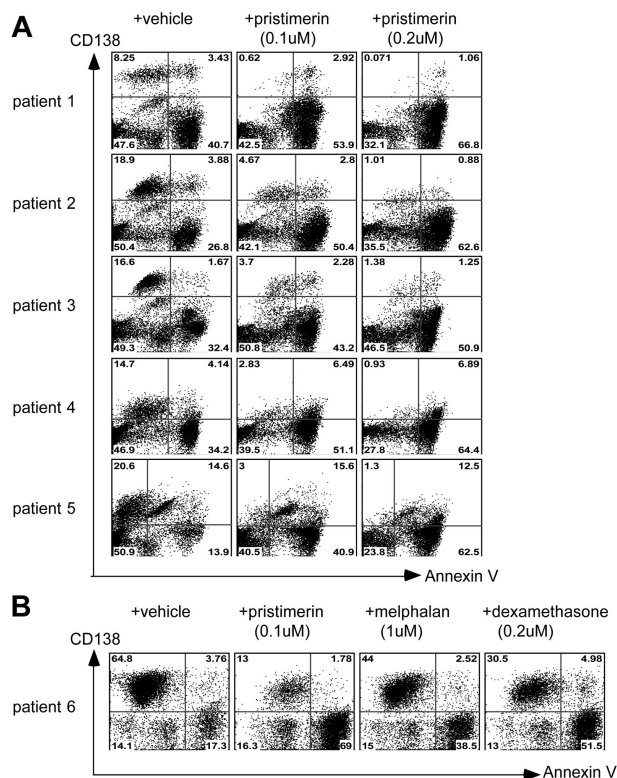 A
+vehicle +pristimerin +pristimerin
(0.1uM) (0.2uM)
CD138
patient 1
8.25 3.43 0.62 2.92 0.071 1.06
47.6 40.7 42.5 53.9 32.1 66.8
patient 2
18.9 3.88 4.67 2.8 1.01 0.88
50.4 26.8 42.1 50.4 35.5 62.6
patient 3
16.6 1.67 3.7 2.28 1.38 1.25
49.3 32.4 50.8 43.2 46.5 50.9
patient 4
14.7 4.14 2.83 6.49 0.93 6.89
46.9 34.2 39.5 51.1 27.8 64.4
patient 5
20.6 14.6 3 15.6 1.3 12.5
50.9 13.9 40.5 40.9 23.8 62.5
Annexin V
B
+vehicle +pristimerin +melphalan +dexamethasone
(0.1uM) (1uM) (0.2uM)
CD138
patient 6
64.8 3.76 13 1.78 44 2.52 30.5 4.98
14.1 17.3 16.3 69 15 38.5 13 51.5
Annexin V